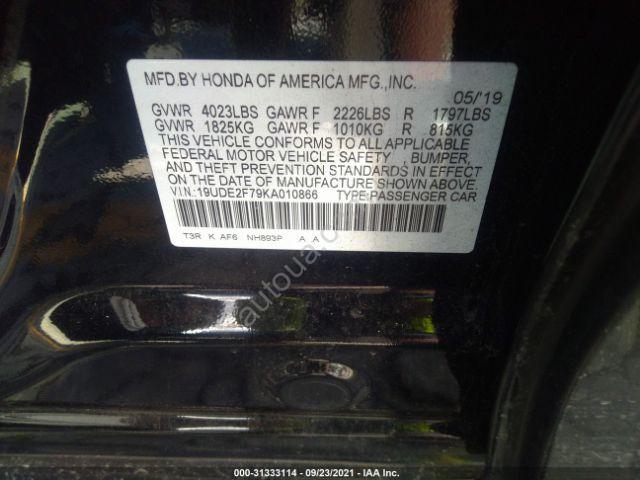 MFD.BY HONDA OF AMERICA MFG.,INC.
05/'19
GVWR 4023LBS GAWR F 2226LBS R 1797LBS
GVWR 1825KG GAWR F 1010KG R 815KG
THIS VEHICLE CONFORMS TO ALL APPLICABLE
FEDERAL MOTOR VEHICLE SAFETY , BUMPER,
AND THEFT PREVENTION STANDARDS IN EFFECT
ON THE DATE OF MANUFACTURE SHOWN ABOVE.
V.I.N.:19UDE2F79KA010866 TYPE:PASSENGER CAR
T3R K AF6 NH893P A A
autoua.
000-31333114 - 09/23/2021 - IAA Inc.